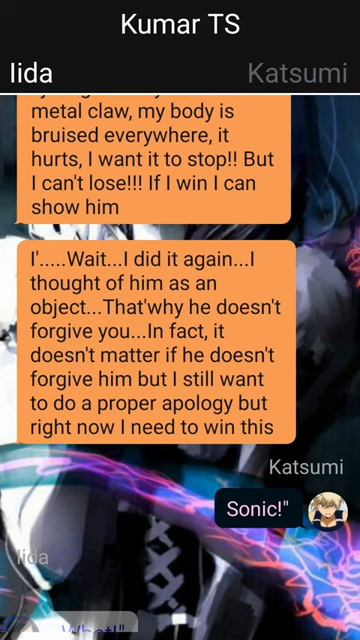 Kumar TS
Iida
Katsumi
metal claw, my body is
bruised everywhere, it
hurts, I want it to stop!! But
I can't lose!!! If I win I can
show him
I'.....Wait...I did it again...I
thought of him as an
object...That'why he doesn't
forgive you...In fact, it
doesn't matter if he doesn't
forgive him but I still want
to do a proper apology but
right now I need to win this
Katsumi
Sonic!"
Iida
What!"